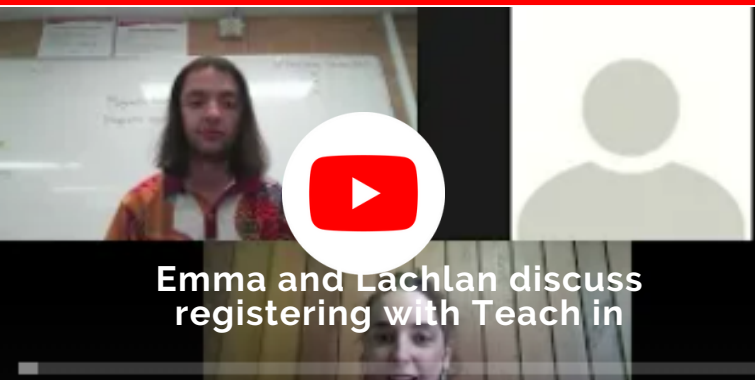 Emma and Lachlan discuss
registering with Teach in